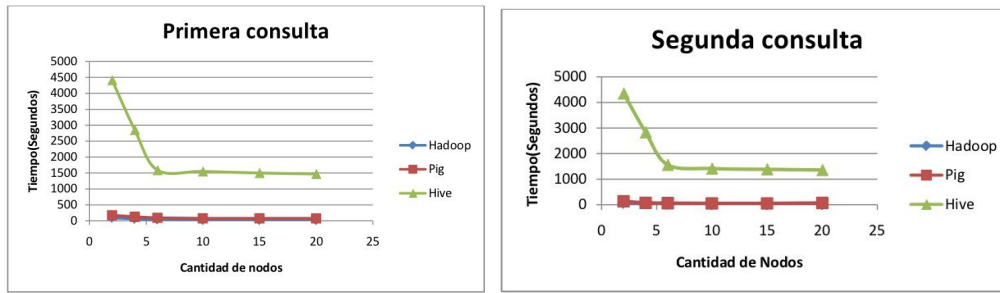 Primera consulta
Tiempo(Segundos)
5000
4500
4000
3500
3000
2500
2000
1500
1000
500
0
0 5 10 15 20 25
Cantidad de nodos
Hadoop
Pig
Hive
Segunda consulta
Tiempo(Segundos)
5000
4000
3000
2000
1000
0
0 5 10 15 20 25
Cantidad de Nodos
Hadoop
Pig
Hive